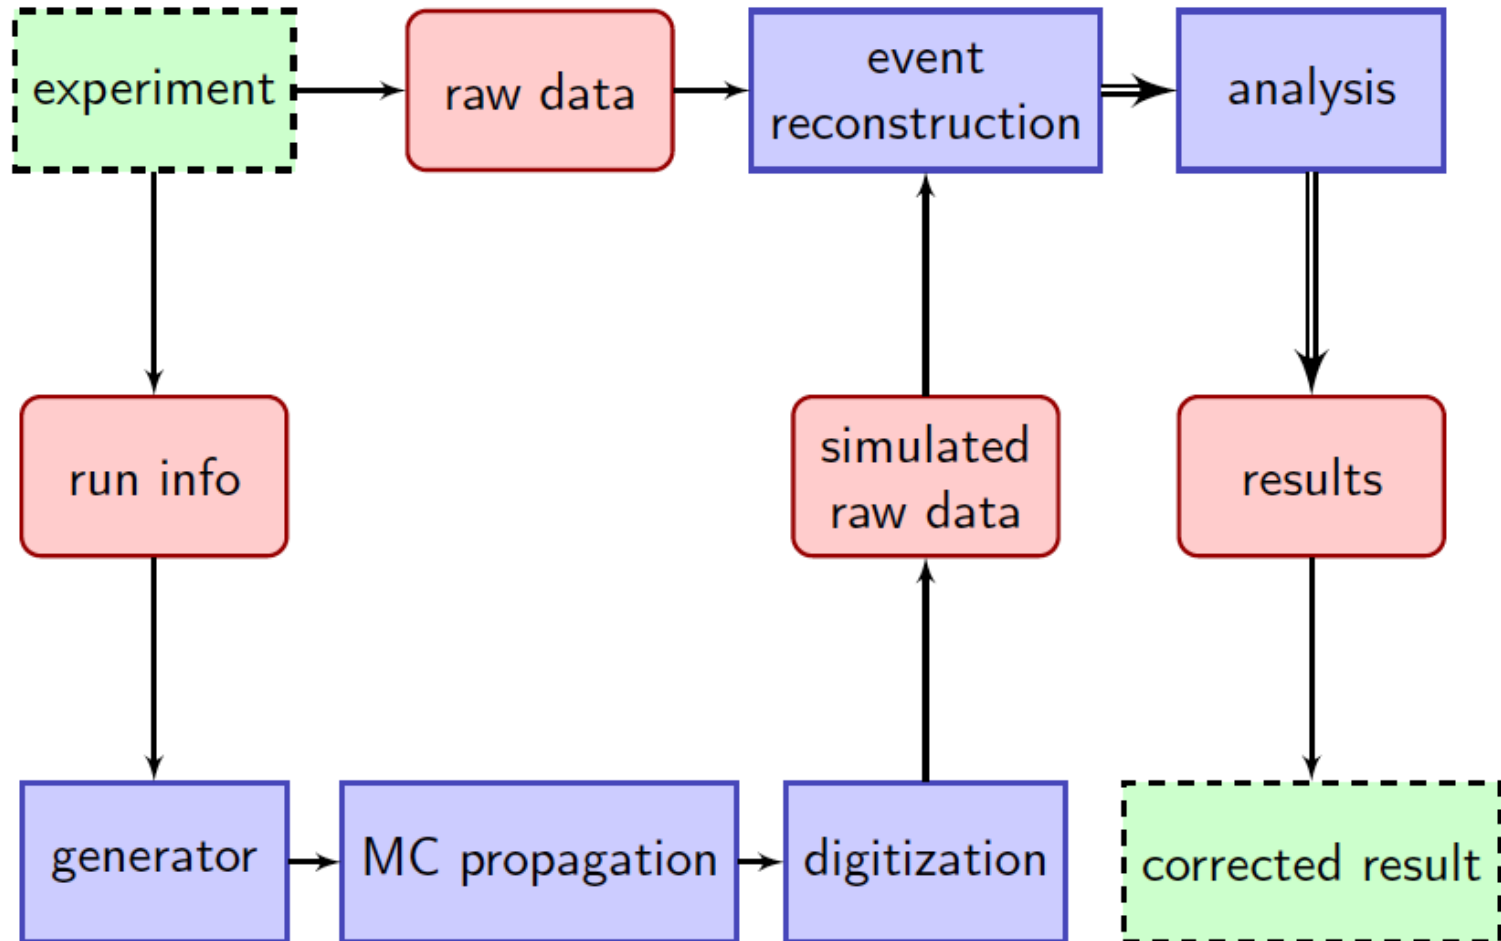 experiment
raw data
event
reconstruction
analysis
run info
simulated
raw data
results
generator
MC propagation
digitization
corrected result